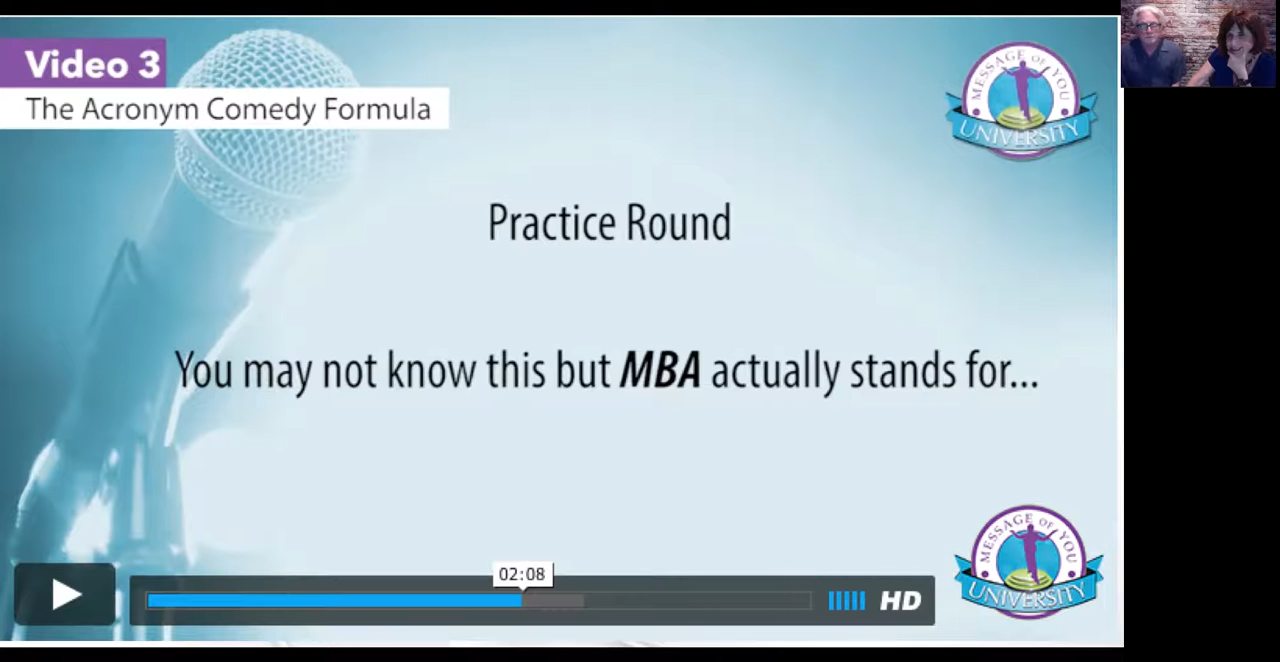 Video 3
The Acronym Comedy Formula
MESSAGE OF YOU
UNIVERSITY
Practice Round
You may not know this but MBA actually stands for...
02:08
HD
MESSAGE OF YOU
UNIVERSITY